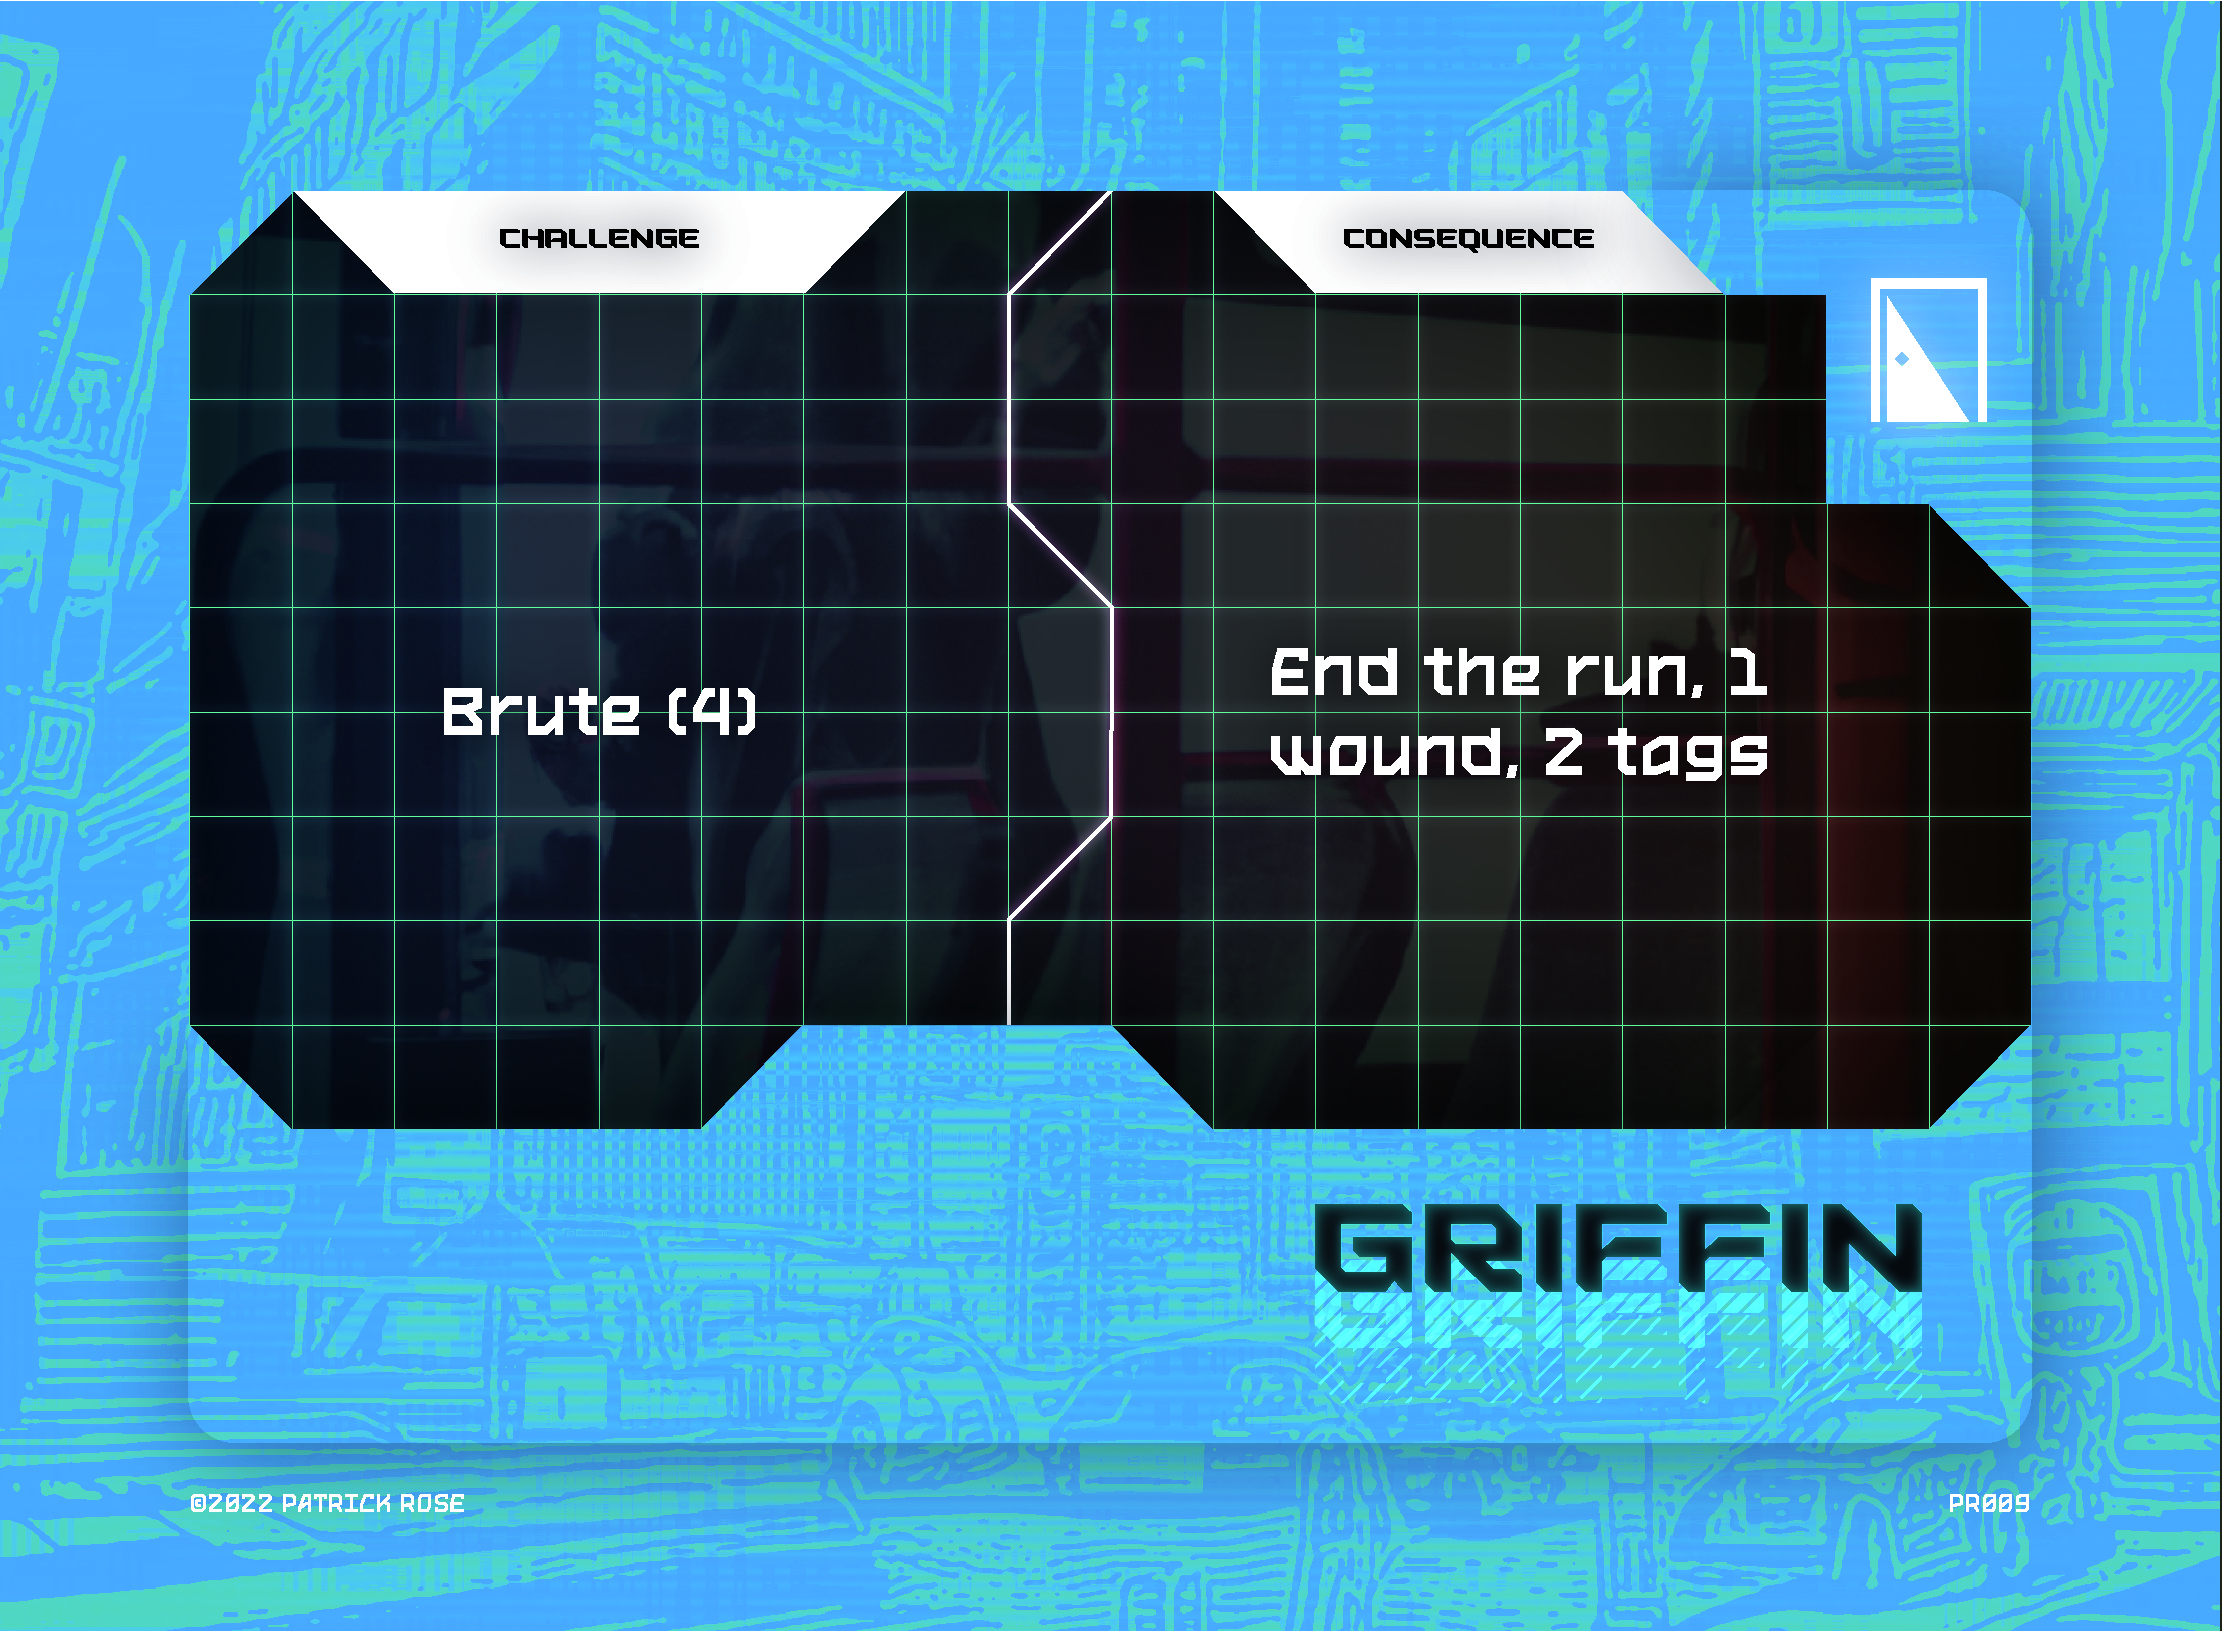 CHALLENGE
CONSEQUENCE
Brute (4)
End the run, 1
wound, 2 tags
GRIFFIN
©2022 PATRICK ROSE
PR009